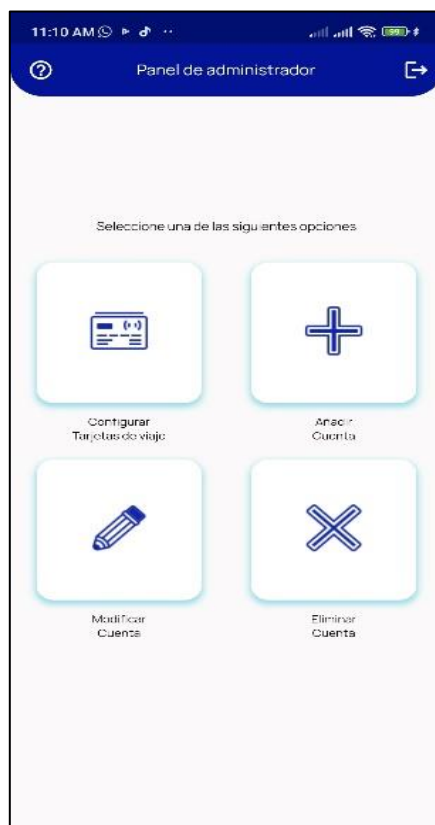 11:10 AM
99
Panel de administrador
Seleccione una de las siguientes opciones
Configurar
Tarjetas de viaje
Añadir
Cuenta
Modificar
Cuenta
Eliminar
Cuenta